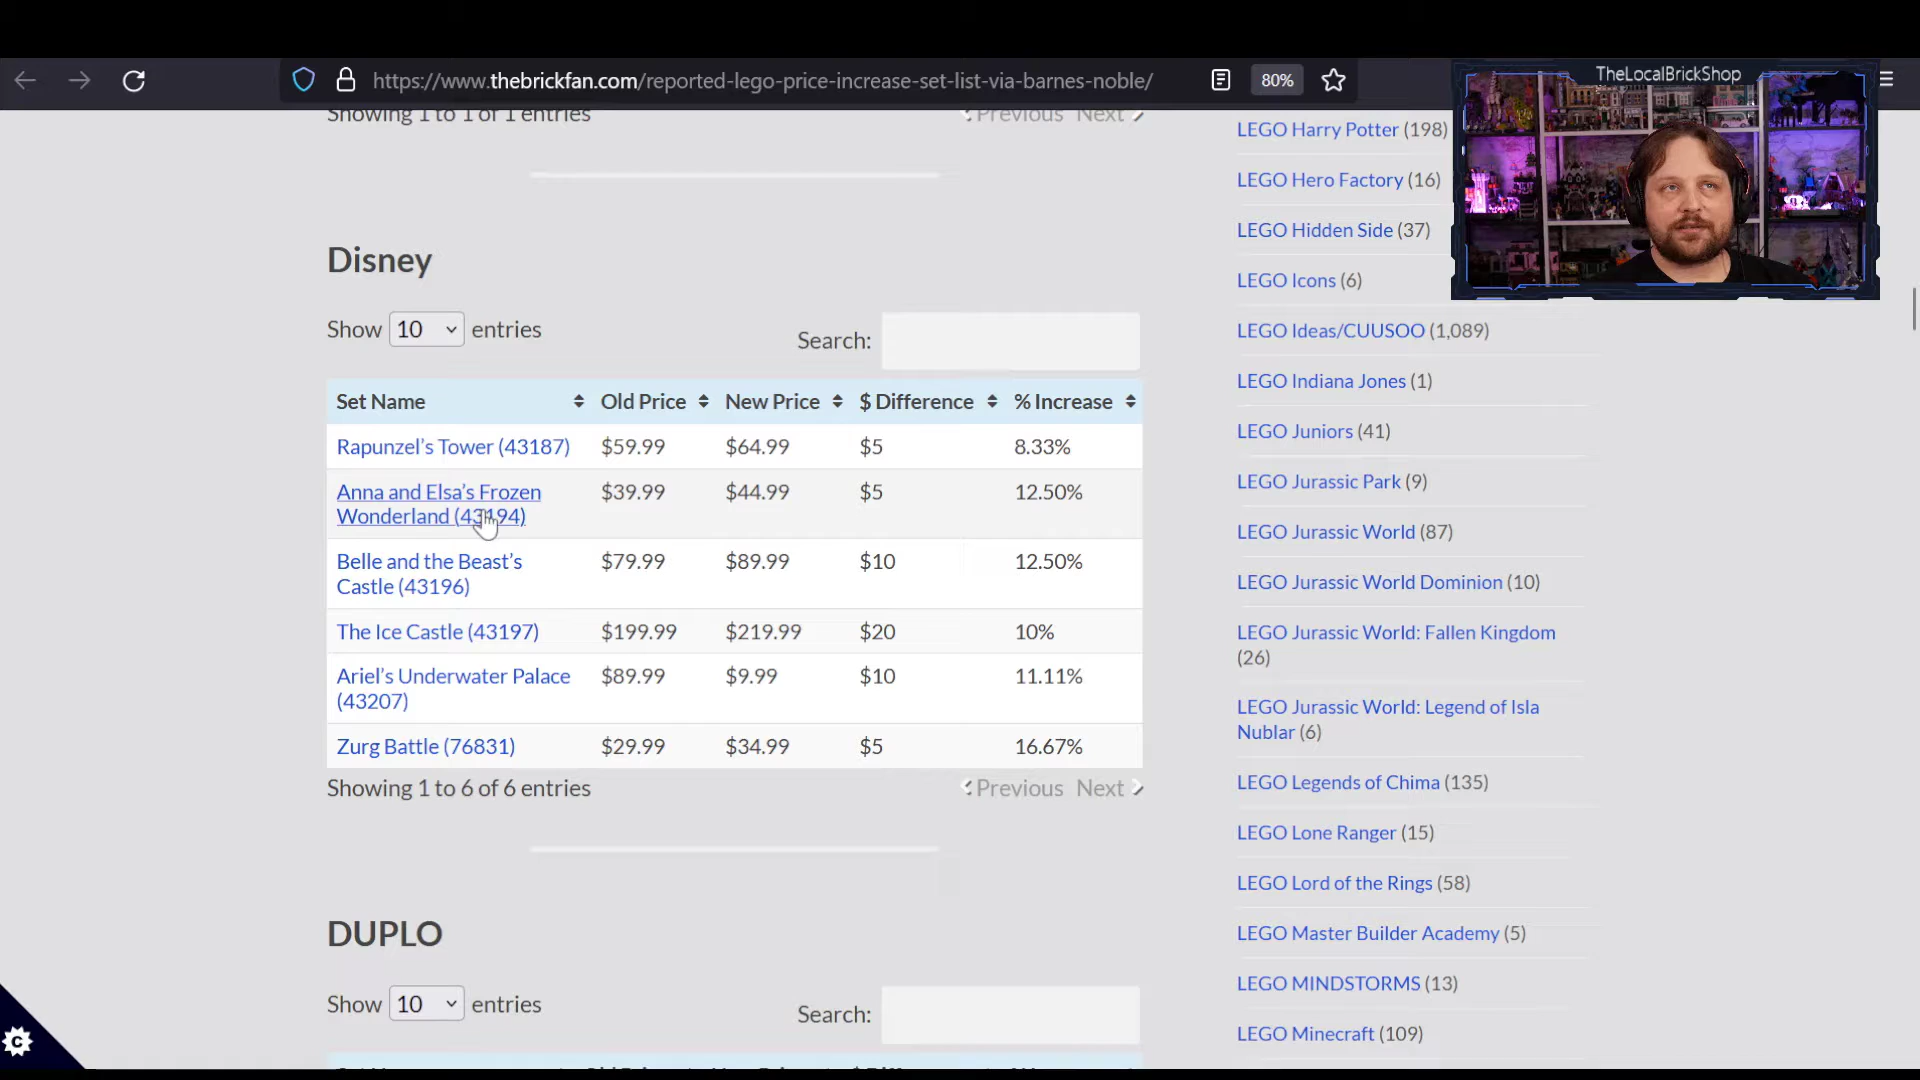 https://www.thebrickfan.com/reported-lego-price-increase-set-list-via-barnes-noble/
80%
TheLocalBrickShop
Showing 1 to 1 of 1 entries
Previous Next
Disney
Show 10 entries
Search:
Set Name Old Price New Price $ Difference % Increase
Rapunzel's Tower (43187) $59.99 $64.99 $5 8.33%
Anna and Elsa's Frozen $39.99 $44.99 $5 12.50%
Wonderland (43194)
Belle and the Beast's $79.99 $89.99 $10 12.50%
Castle (43196)
The Ice Castle (43197) $199.99 $219.99 $20 10%
Ariel's Underwater Palace $89.99 $9.99 $10 11.11%
(43207)
Zurg Battle (76831) $29.99 $34.99 $5 16.67%
Showing 1 to 6 of 6 entries
Previous Next
DUPLO
Show 10 entries
Search:
LEGO Harry Potter (198)
LEGO Hero Factory (16)
LEGO Hidden Side (37)
LEGO Icons (6)
LEGO Ideas/CUUSOO (1,089)
LEGO Indiana Jones (1)
LEGO Juniors (41)
LEGO Jurassic Park (9)
LEGO Jurassic World (87)
LEGO Jurassic World Dominion (10)
LEGO Jurassic World: Fallen Kingdom
(26)
LEGO Jurassic World: Legend of Isla
Nublar (6)
LEGO Legends of Chima (135)
LEGO Lone Ranger (15)
LEGO Lord of the Rings (58)
LEGO Master Builder Academy (5)
LEGO MINDSTORMS (13)
LEGO Minecraft (109)
C